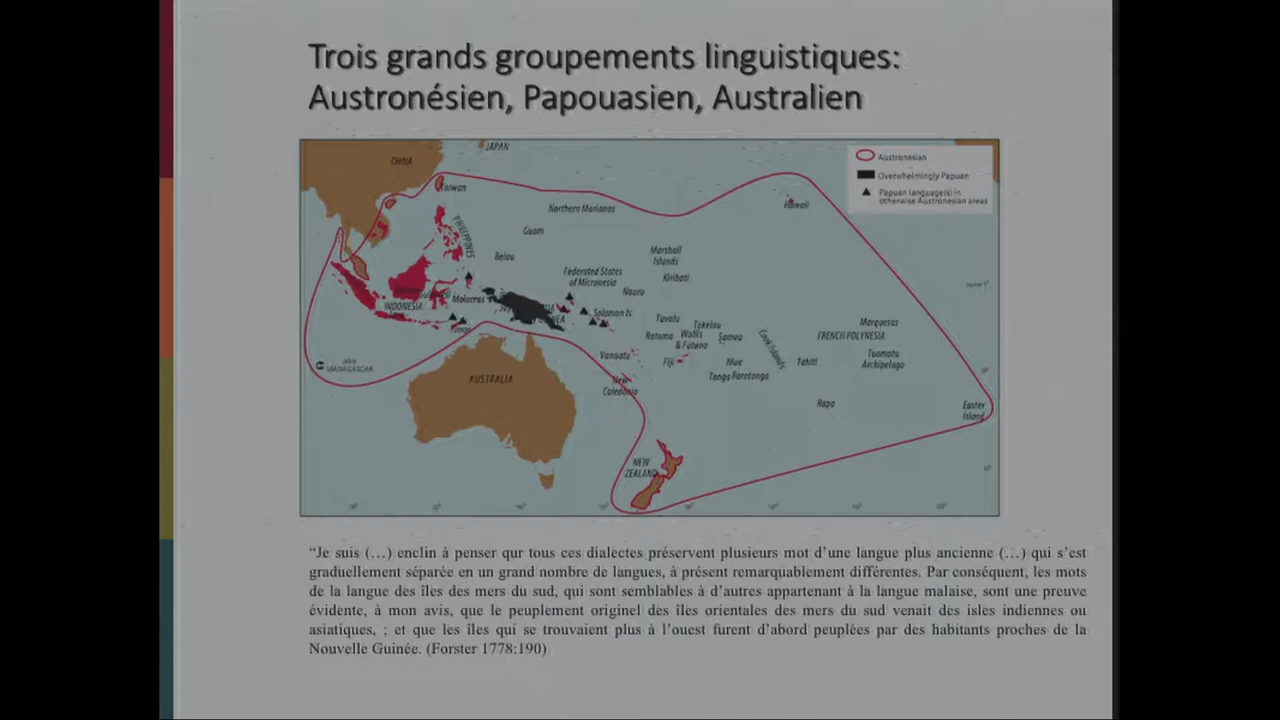 Trois grands groupements linguistiques:
Austronésien, Papouasien, Australien
JAPAN
CHINA
Austronesian
Taiwan
Overwhelmingly Papuan
Papuan language(s) in
otherwise Austronesian areas
Hawaii
Northern Marianas
PHILIPPINES
Guam
Belau
Marshall
Islands
Federated States
of Micronesia
Kiribati
Nauru
Moluccas
INDONESIA
Solomon Is
Timor
Tuvalu
Tokelau
Marquesas
Rotuma
Wallis
& Futuna
Samoa
Cook Islands
FRENCH POLYNESIA
Vanuatu
Fiji
Niue
Tahiti
Tuamotu
Archipelago
MADAGASCAR
Tonga
Rarotonga
AUSTRALIA
New
Caledonia
Rapa
Easter
Island
NEW
ZEALAND
“Je suis (…) enclin à penser qur tous ces dialectes préservent plusieurs mot d’une langue plus ancienne (…) qui s’est
graduellement séparée en un grand nombre de langues, à présent remarquablement différentes. Par conséquent, les mots
de la langue des îles des mers du sud, qui sont semblables à d’autres appartenant à la langue malaise, sont une preuve
évidente, à mon avis, que le peuplement originel des îles orientales des mers du sud venait des isles indiennes ou
asiatiques, ; et que les îles qui se trouvaient plus à l’ouest furent d’abord peuplées par des habitants proches de la
Nouvelle Guinée. (Forster 1778:190)